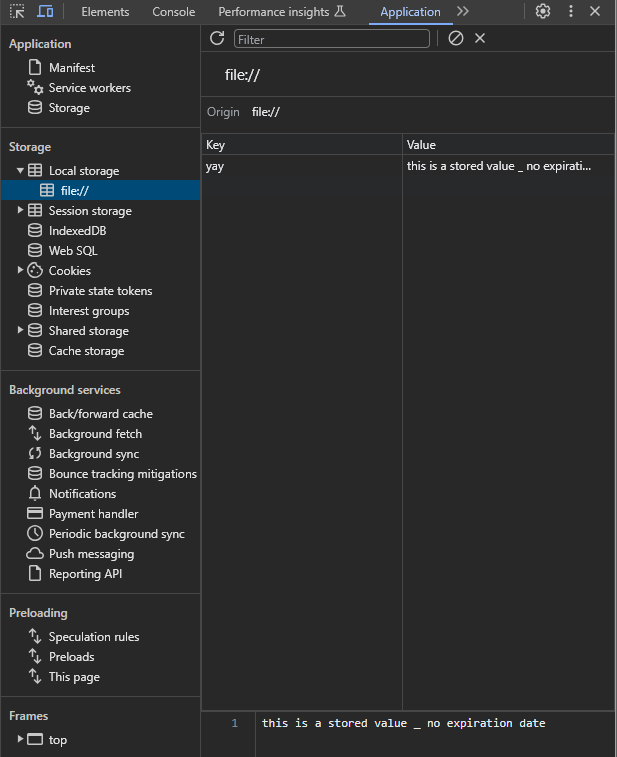 Elements Console Performance insights Application
Filter
Application
Manifest
Service workers
Storage
Storage
Local storage
file://
Session storage
IndexedDB
Web SQL
Cookies
Private state tokens
Interest groups
Shared storage
Cache storage
Background services
Back/forward cache
Background fetch
Background sync
Bounce tracking mitigations
Notifications
Payment handler
Periodic background sync
Push messaging
Reporting API
Preloading
Speculation rules
Preloads
This page
Frames
top
file://
Origin file://
Key Value
yay this is a stored value _ no expirati...
1 this is a stored value _ no expiration date